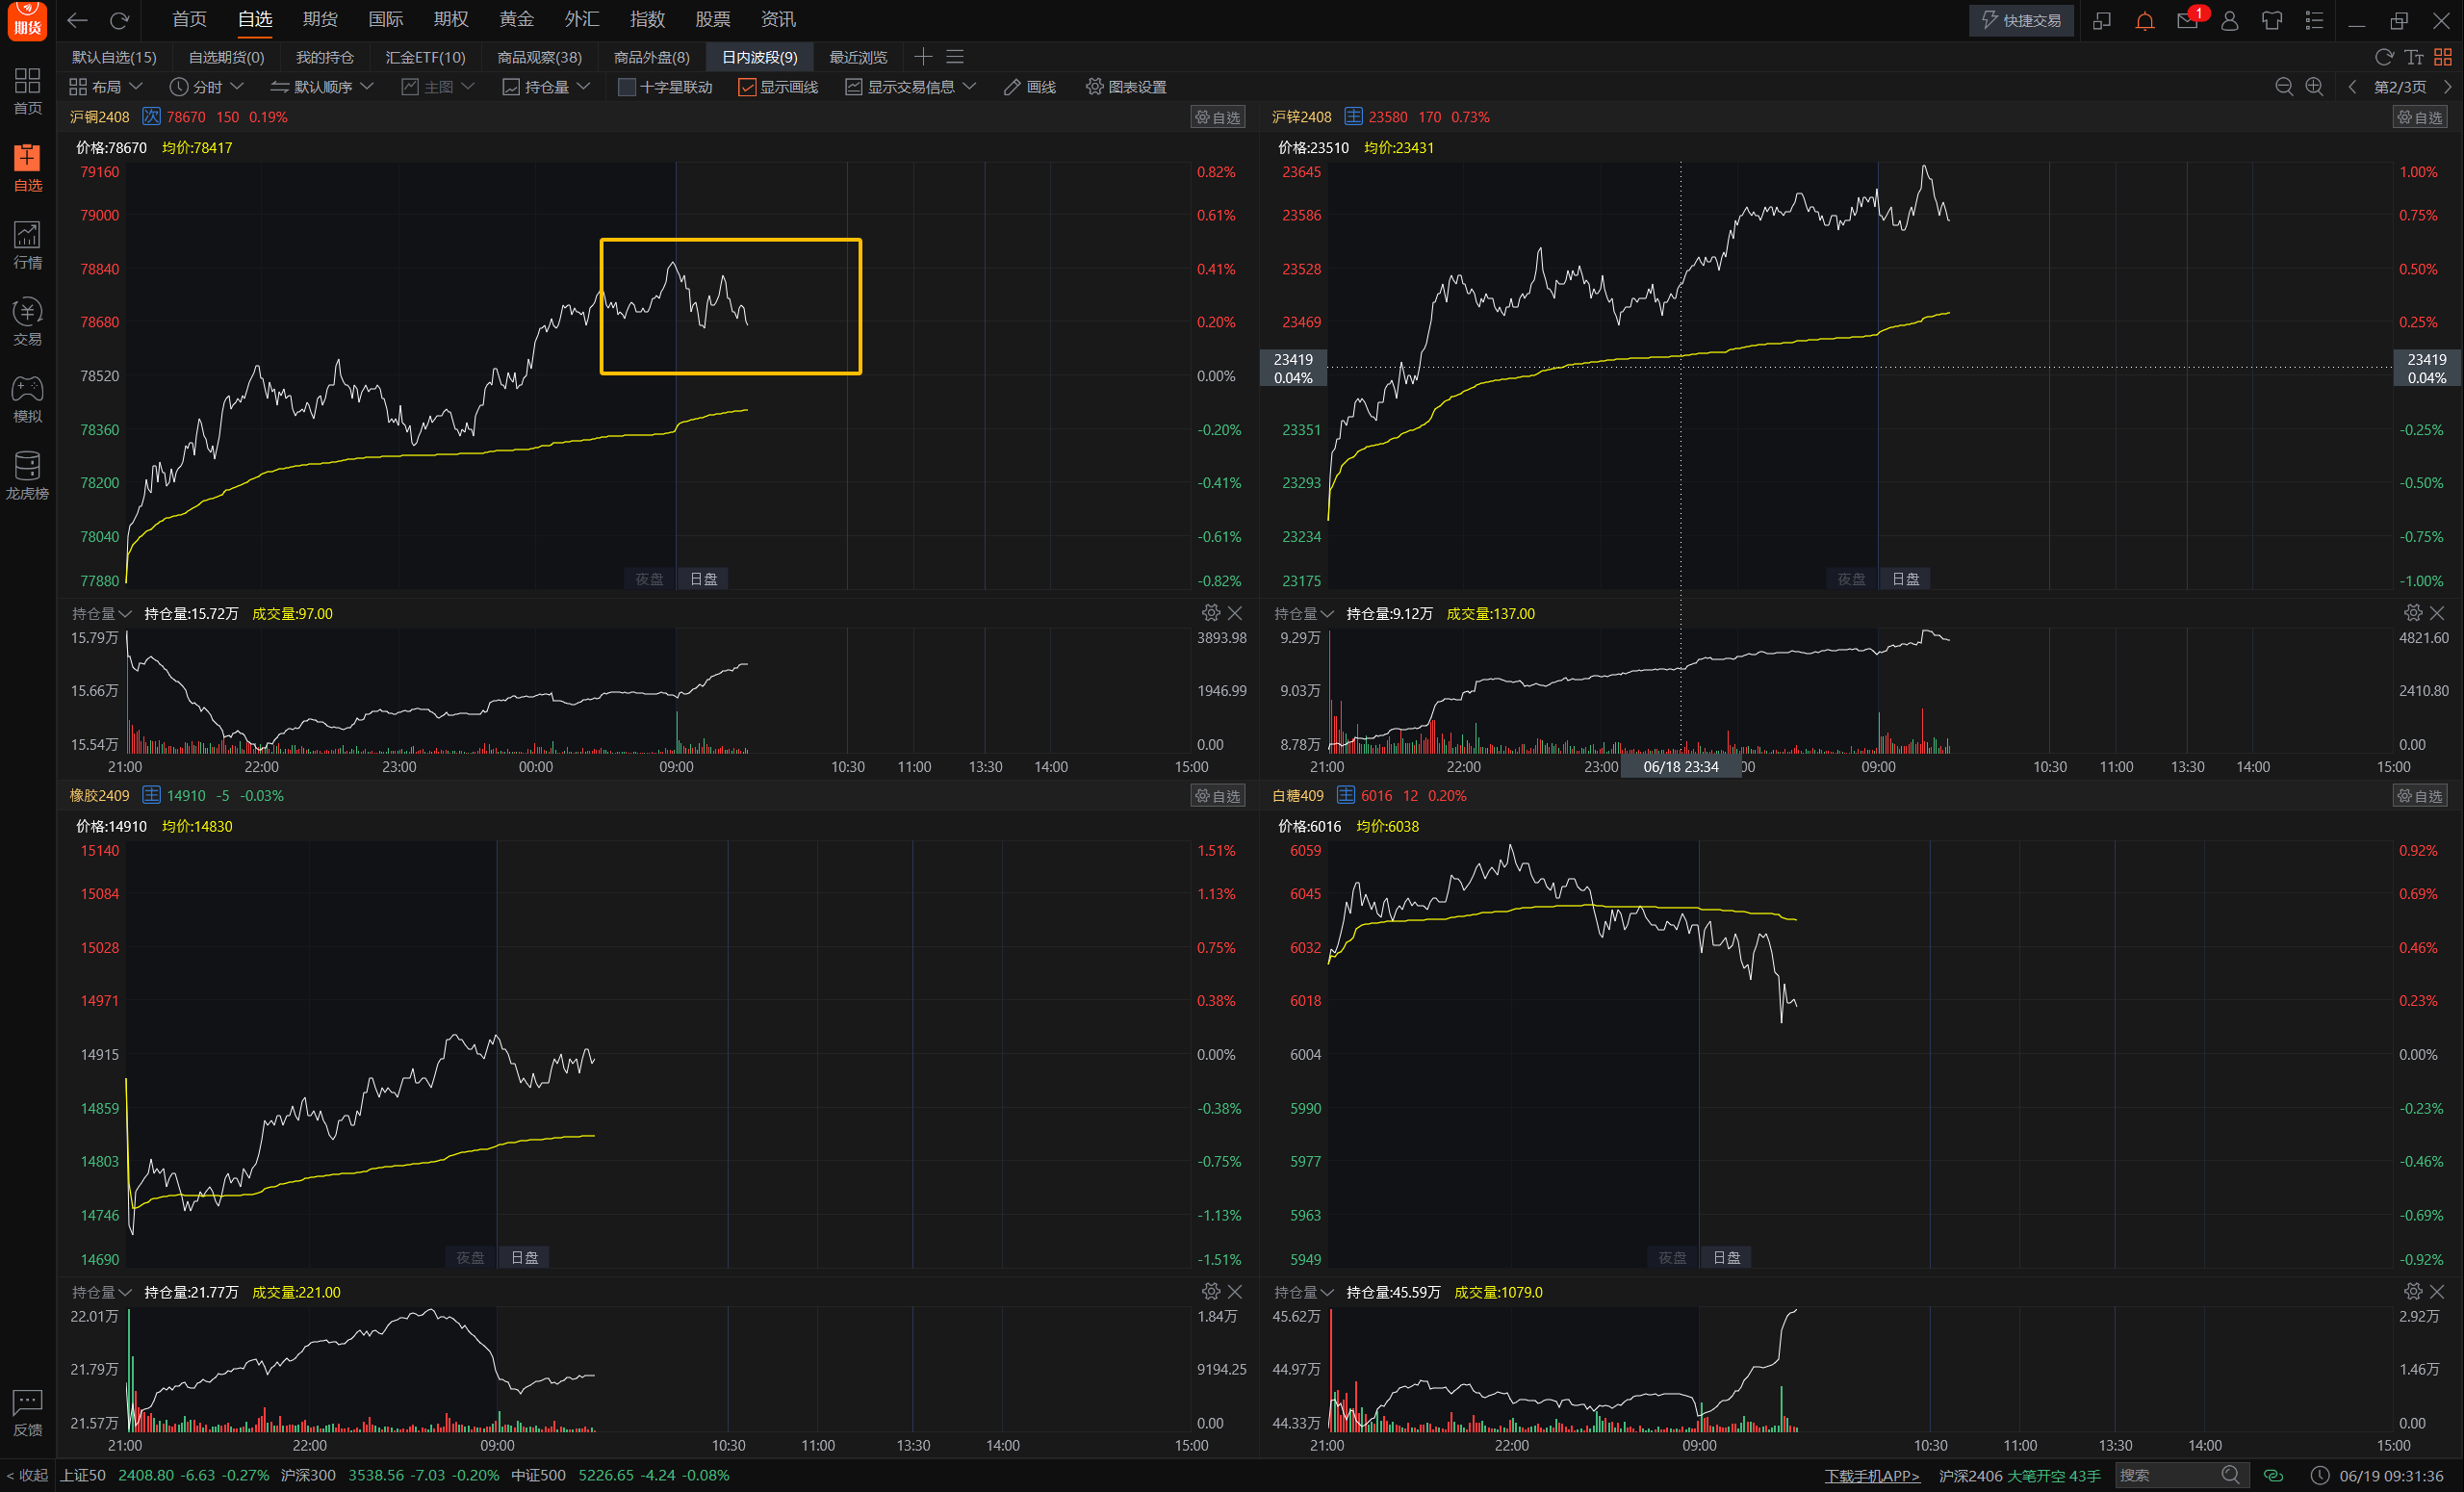 期货
首页 自选 期货 国际 期权 黄金 外汇 指数 股票 资讯
快捷交易 1
默认自选(15) 自选期货(0) 我的持仓 汇金ETF(10) 商品观察(38) 商品外盘(8) 日内波段(9) 最近浏览
布局 分时 默认顺序 主图 持仓量 十字星联动 显示画线 显示交易信息 画线 图表设置 第2/3页
首页
自选
行情
交易
模拟
龙虎榜
反馈
沪铜2408 次 78670 150 0.19% 自选
价格:78670 均价:78417
79160 0.82%
79000 0.61%
78840 0.41%
78680 0.20%
78520 0.00%
78360 -0.20%
78200 -0.41%
78040 -0.61%
77880 -0.82%
夜盘 日盘
持仓量 持仓量:15.72万 成交量:97.00
15.79万 3893.98
15.66万 1946.99
15.54万 0.00
21:00 22:00 23:00 00:00 09:00 10:30 11:00 13:30 14:00 15:00
沪锌2408 主 23580 170 0.73% 自选
价格:23510 均价:23431
23645 1.00%
23586 0.75%
23528 0.50%
23469 0.25%
23419 23419
0.04% 0.04%
23351 -0.25%
23293 -0.50%
23234 -0.75%
23175 -1.00%
夜盘 日盘
持仓量 持仓量:9.12万 成交量:137.00
9.29万 4821.60
9.03万 2410.80
8.78万 0.00
21:00 22:00 23:00 06/18 23:34 :00 09:00 10:30 11:00 13:30 14:00 15:00
橡胶2409 主 14910 -5 -0.03% 自选
价格:14910 均价:14830
15140 1.51%
15084 1.13%
15028 0.75%
14971 0.38%
14915 0.00%
14859 -0.38%
14803 -0.75%
14746 -1.13%
14690 -1.51%
夜盘 日盘
持仓量 持仓量:21.77万 成交量:221.00
22.01万 1.84万
21.79万 9194.25
21.57万 0.00
21:00 22:00 09:00 10:30 11:00 13:30 14:00 15:00
白糖409 主 6016 12 0.20% 自选
价格:6016 均价:6038
6059 0.92%
6045 0.69%
6032 0.46%
6018 0.23%
6004 0.00%
5990 -0.23%
5977 -0.46%
5963 -0.69%
5949 -0.92%
夜盘 日盘
持仓量 持仓量:45.59万 成交量:1079.0
45.62万 2.92万
44.97万 1.46万
44.33万 0.00
21:00 22:00 09:00 10:30 11:00 13:30 14:00 15:00
< 收起 上证50 2408.80 -6.63 -0.27% 沪深300 3538.56 -7.03 -0.20% 中证500 5226.65 -4.24 -0.08% 下载手机APP> 沪深2406 大笔开空 43手 搜索 06/19 09:31:36